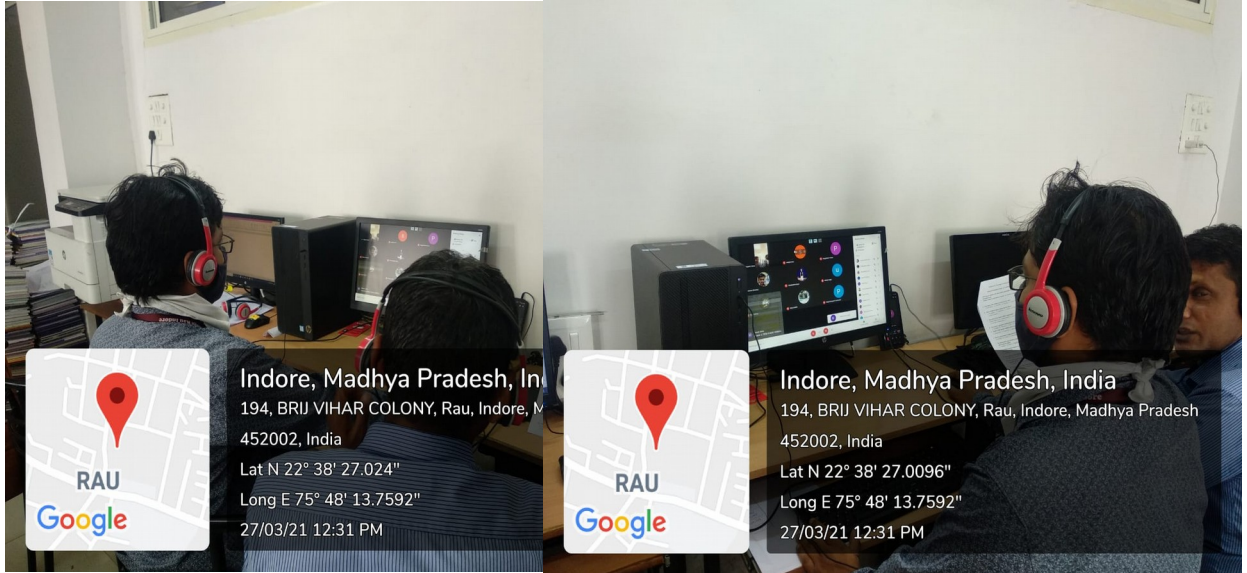 Indore, Madhya Pradesh, In
194, BRIJ VIHAR COLONY, Rau, Indore, M
452002, India
Lat N 22° 38' 27.024"
Long E 75° 48' 13.7592"
27/03/21 12:31 PM
RAU
Google
Indore, Madhya Pradesh, India
194, BRIJ VIHAR COLONY, Rau, Indore, Madhya Pradesh
452002, India
Lat N 22° 38' 27.0096"
Long E 75° 48' 13.7592"
27/03/21 12:31 PM
RAU
Google